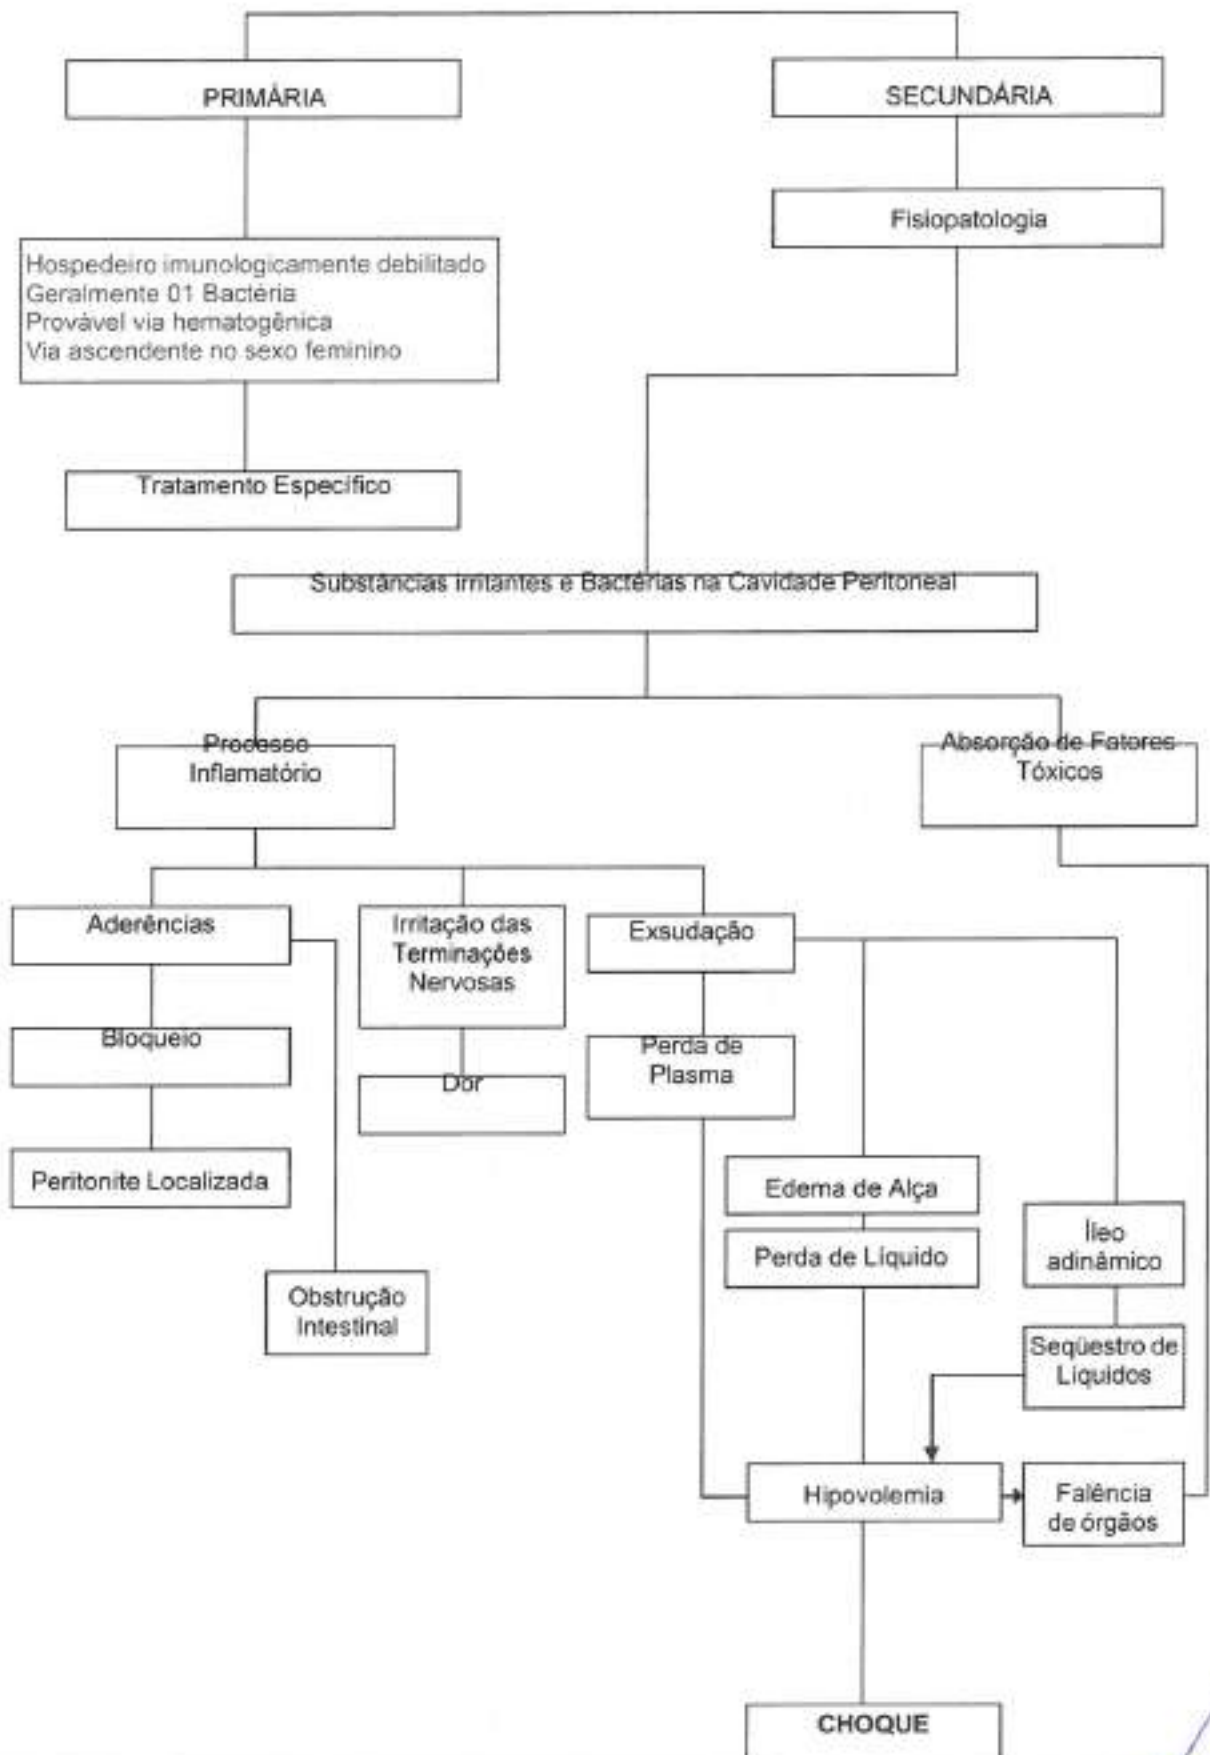 PRIMÁRIA
SECUNDÁRIA
Fisiopatologia
Hospedeiro imunologicamente debilitado
Geralmente 01 Bactéria
Provável via hematogênica
Via ascendente no sexo feminino
Tratamento Específico
Substâncias irritantes e Bactérias na Cavidade Peritoneal
Processo
Inflamatório
Absorção de Fatores
Tóxicos
Aderências
Irritação das
Terminações
Nervosas
Exsudação
Bloqueio
Dor
Perda de
Plasma
Peritonite Localizada
Edema de Alça
Perda de Líquido
Íleo
adinâmico
Obstrução
Intestinal
Seqüestro de
Líquidos
Hipovolemia
Falência
de órgãos
CHOQUE